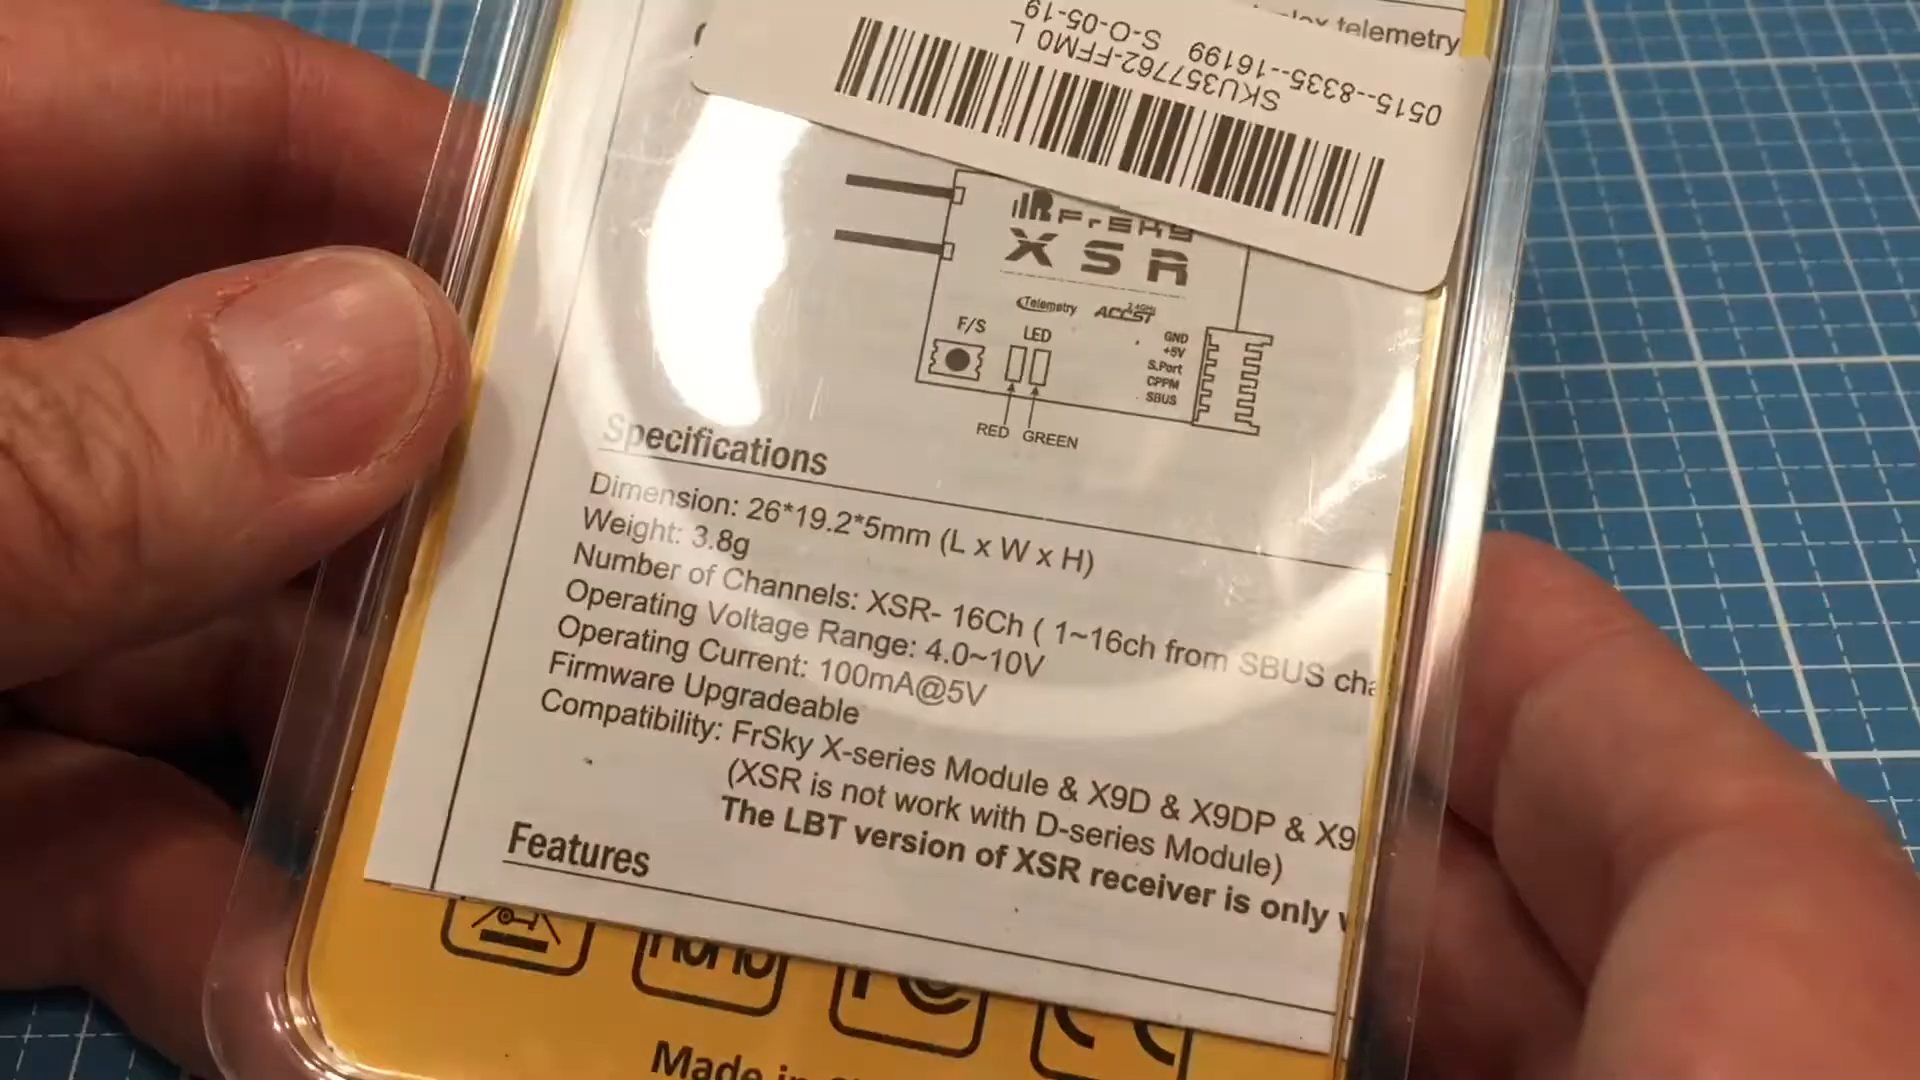 telemetry
S-O-05-19
0515--8335--16199
SKU357762-FFM0 L
FrSKY
XSR
Telemetry ACCST
F/S LED
GND
+5V
S.Port
CPPM
SBUS
RED GREEN
Specifications
Dimension: 26*19.2*5mm (L x W x H)
Weight: 3.8g
Number of Channels: XSR- 16Ch ( 1~16ch from SBUS cha
Operating Voltage Range: 4.0~10V
Operating Current: 100mA@5V
Firmware Upgradeable
Compatibility: FrSky X-series Module & X9D & X9DP & X9
(XSR is not work with D-series Module)
The LBT version of XSR receiver is only
Features
Made in